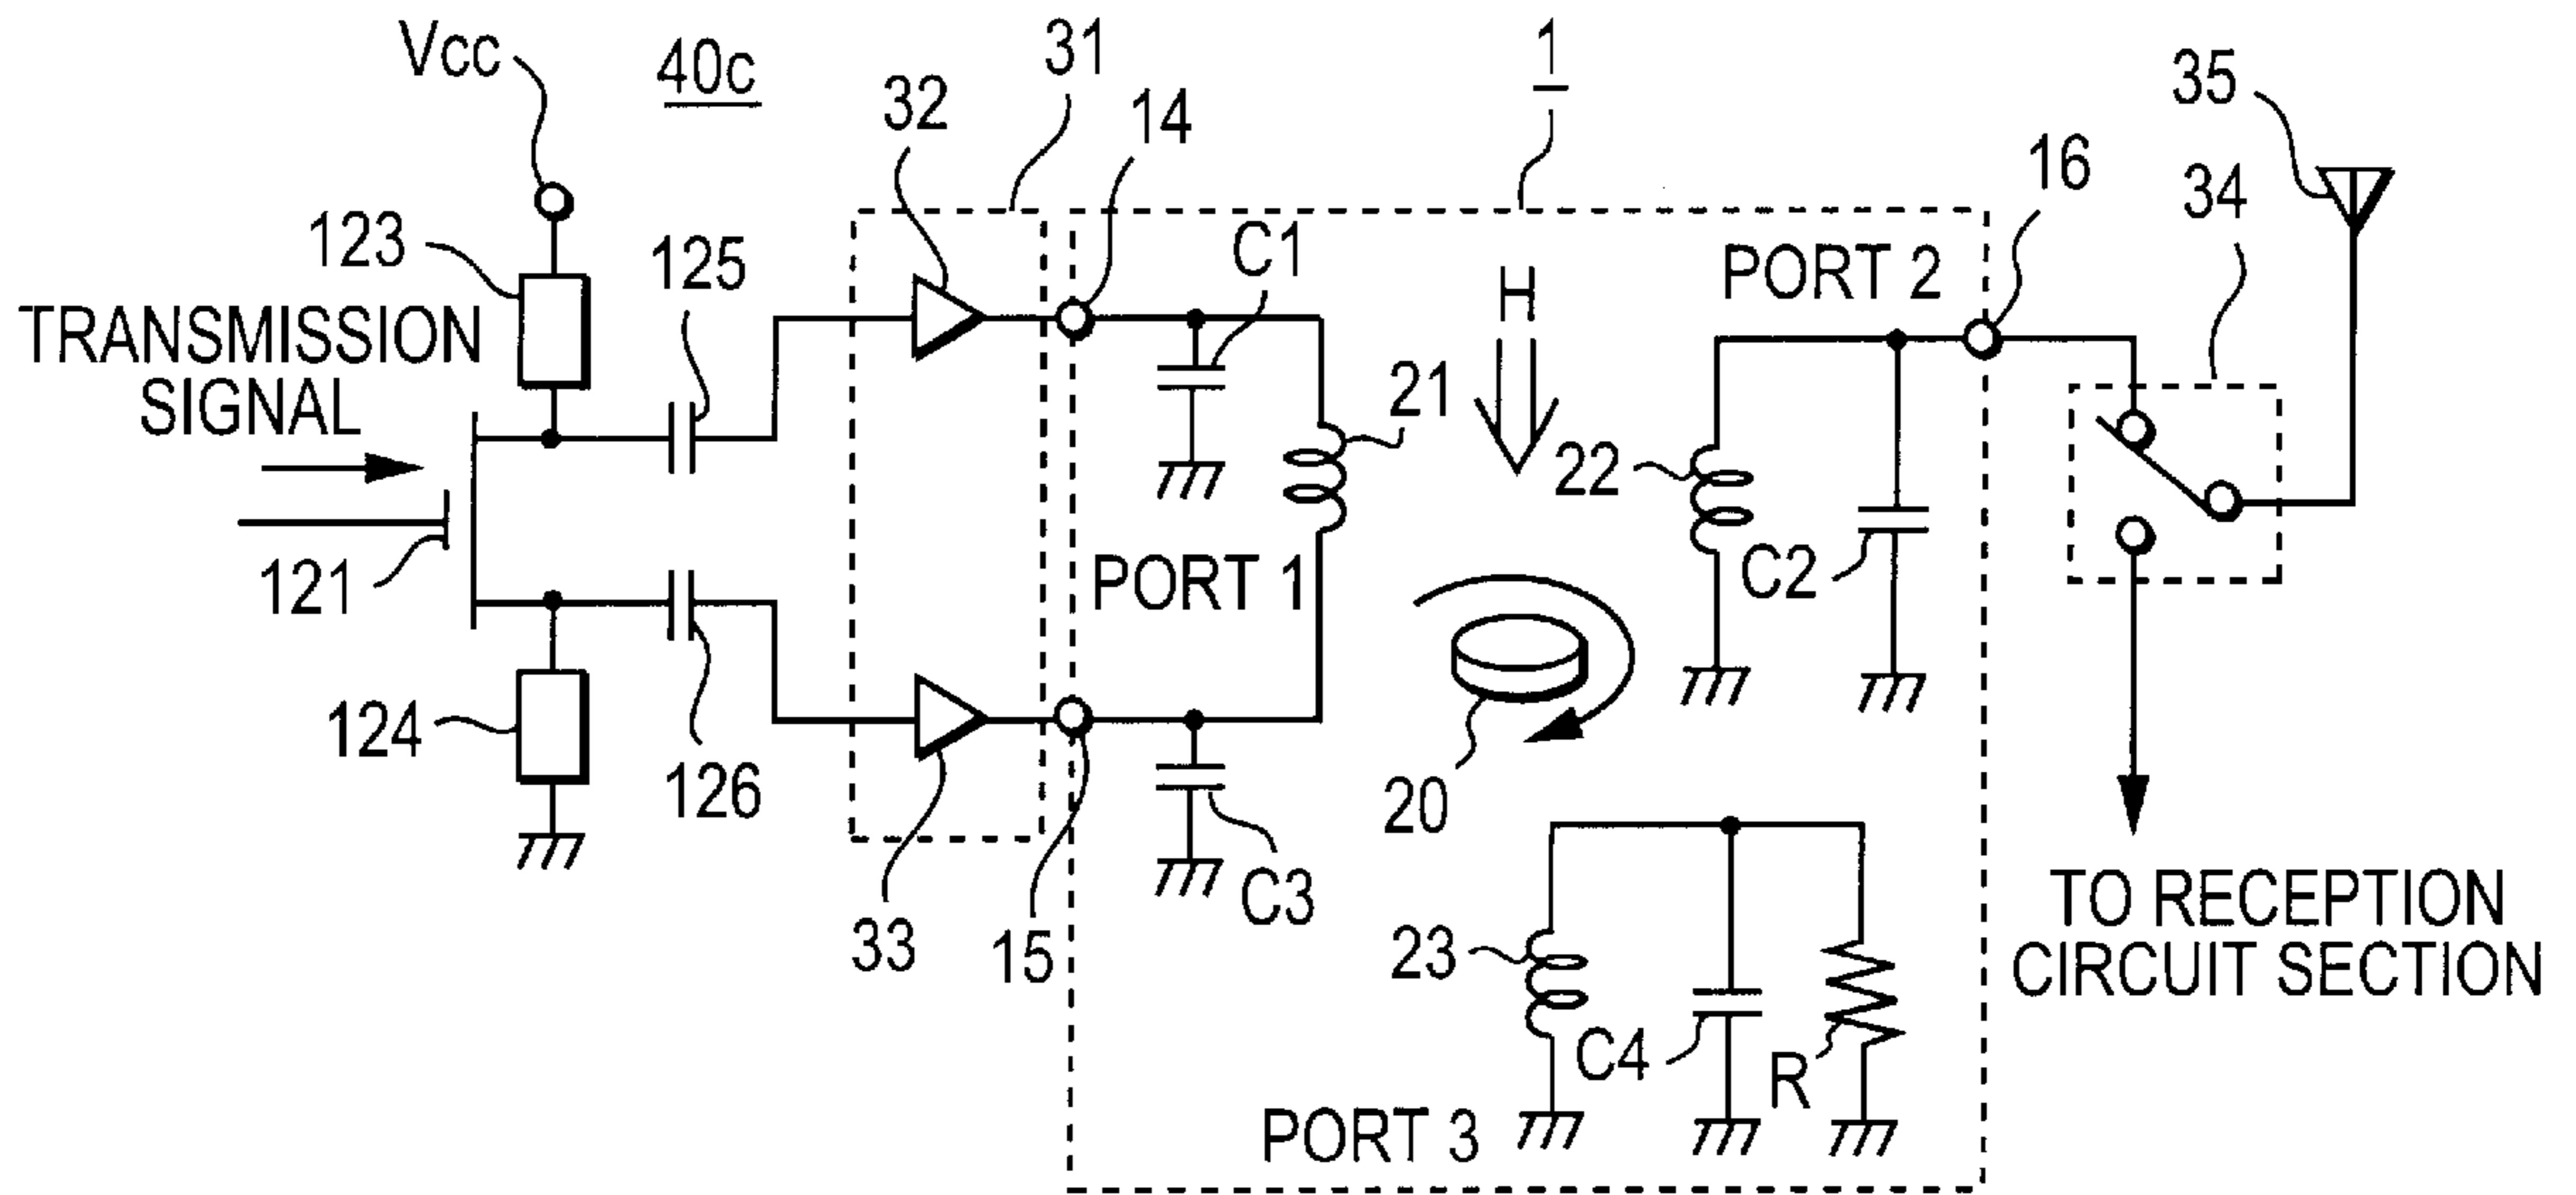 Vcc
40c
31
1
32
14
35
16
34
123
125
C1
H
PORT 2
TRANSMISSION
SIGNAL
21
22
121
PORT 1
C2
124
126
20
33
15
C3
23
C4
R
TO RECEPTION
CIRCUIT SECTION
PORT 3